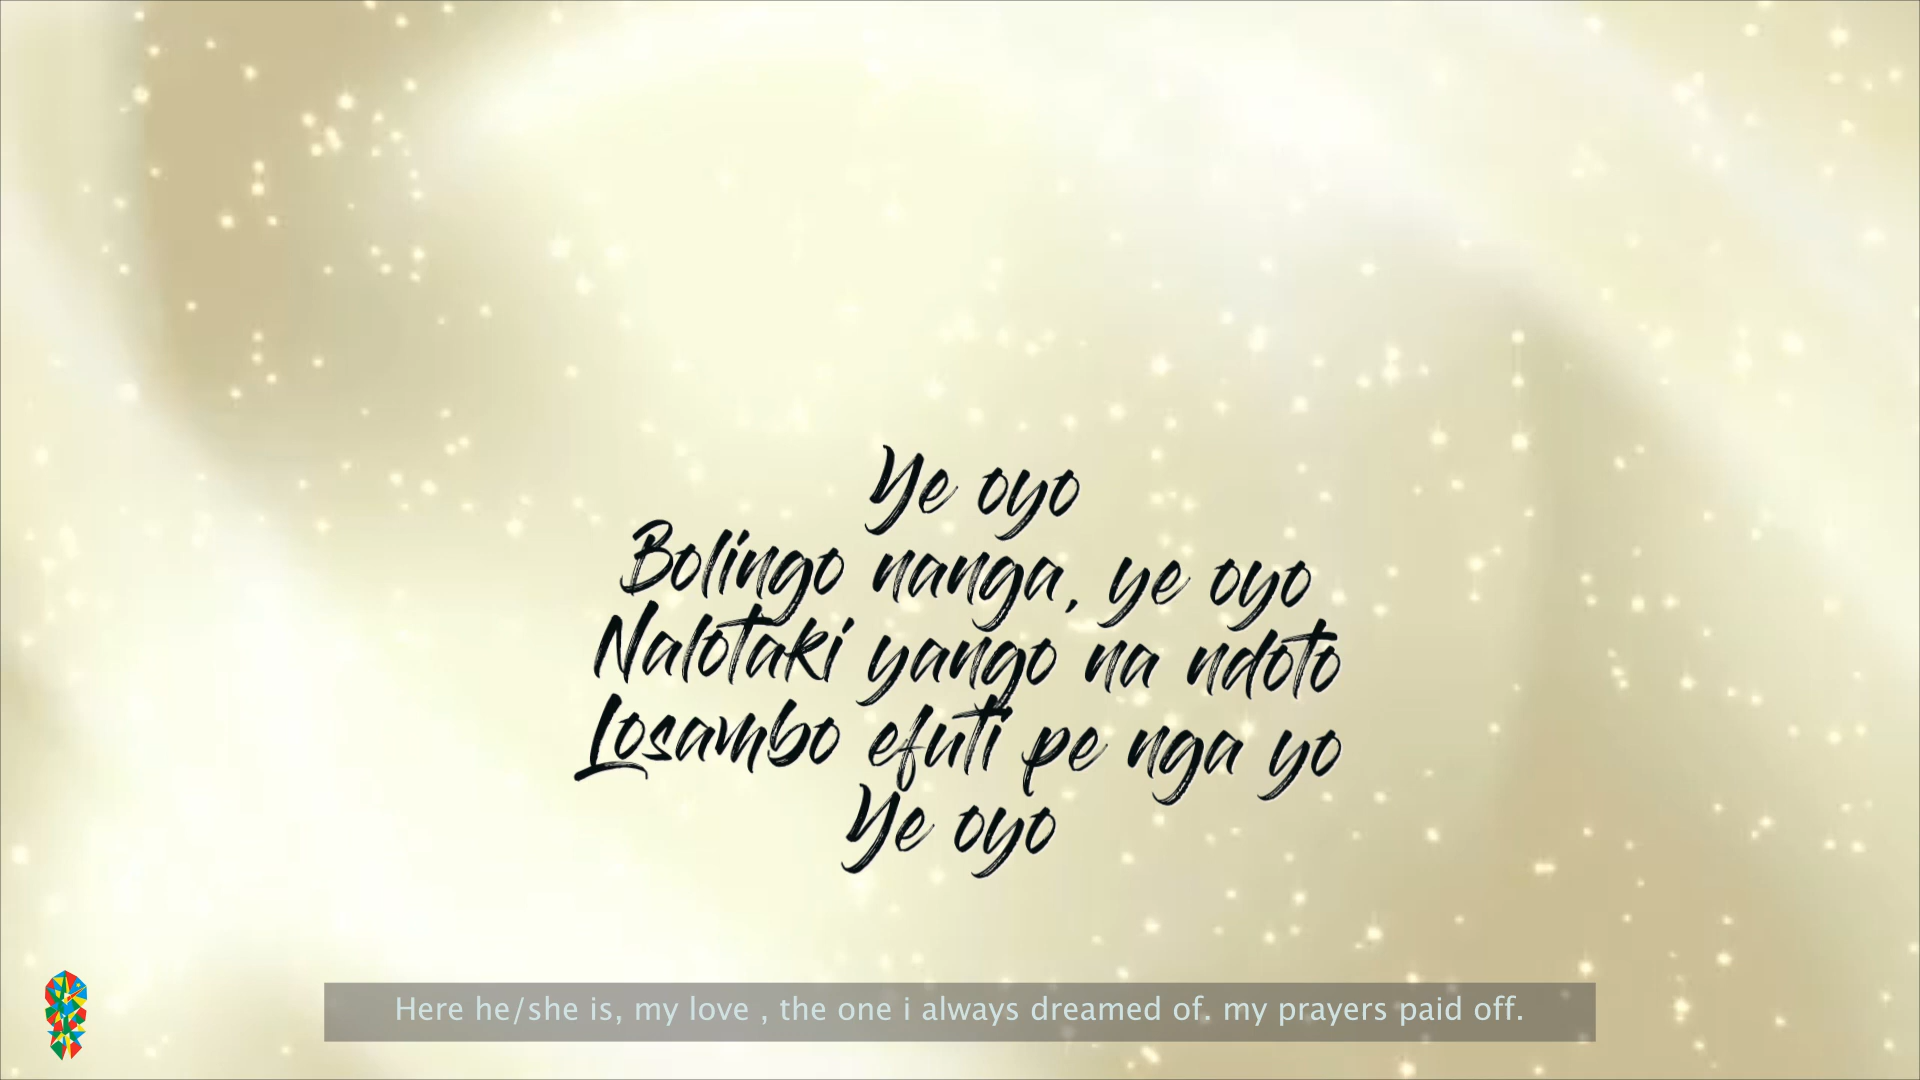 Ye oyo
Bolingo nanga, ye oyo
Nalotaki yango na ndoto
Losambo efuti pe nga yo
Ye oyo
Here he/she is, my love , the one i always dreamed of. my prayers paid off.